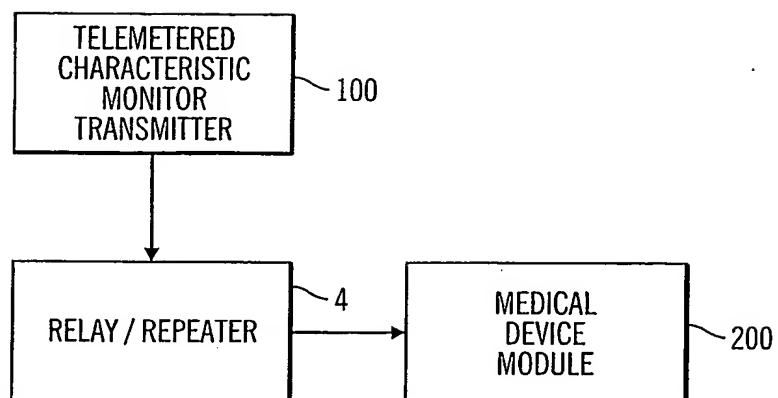 TELEMETERED
CHARACTERISTIC
MONITOR
TRANSMITTER
100
RELAY / REPEATER
4
MEDICAL
DEVICE
MODULE
200